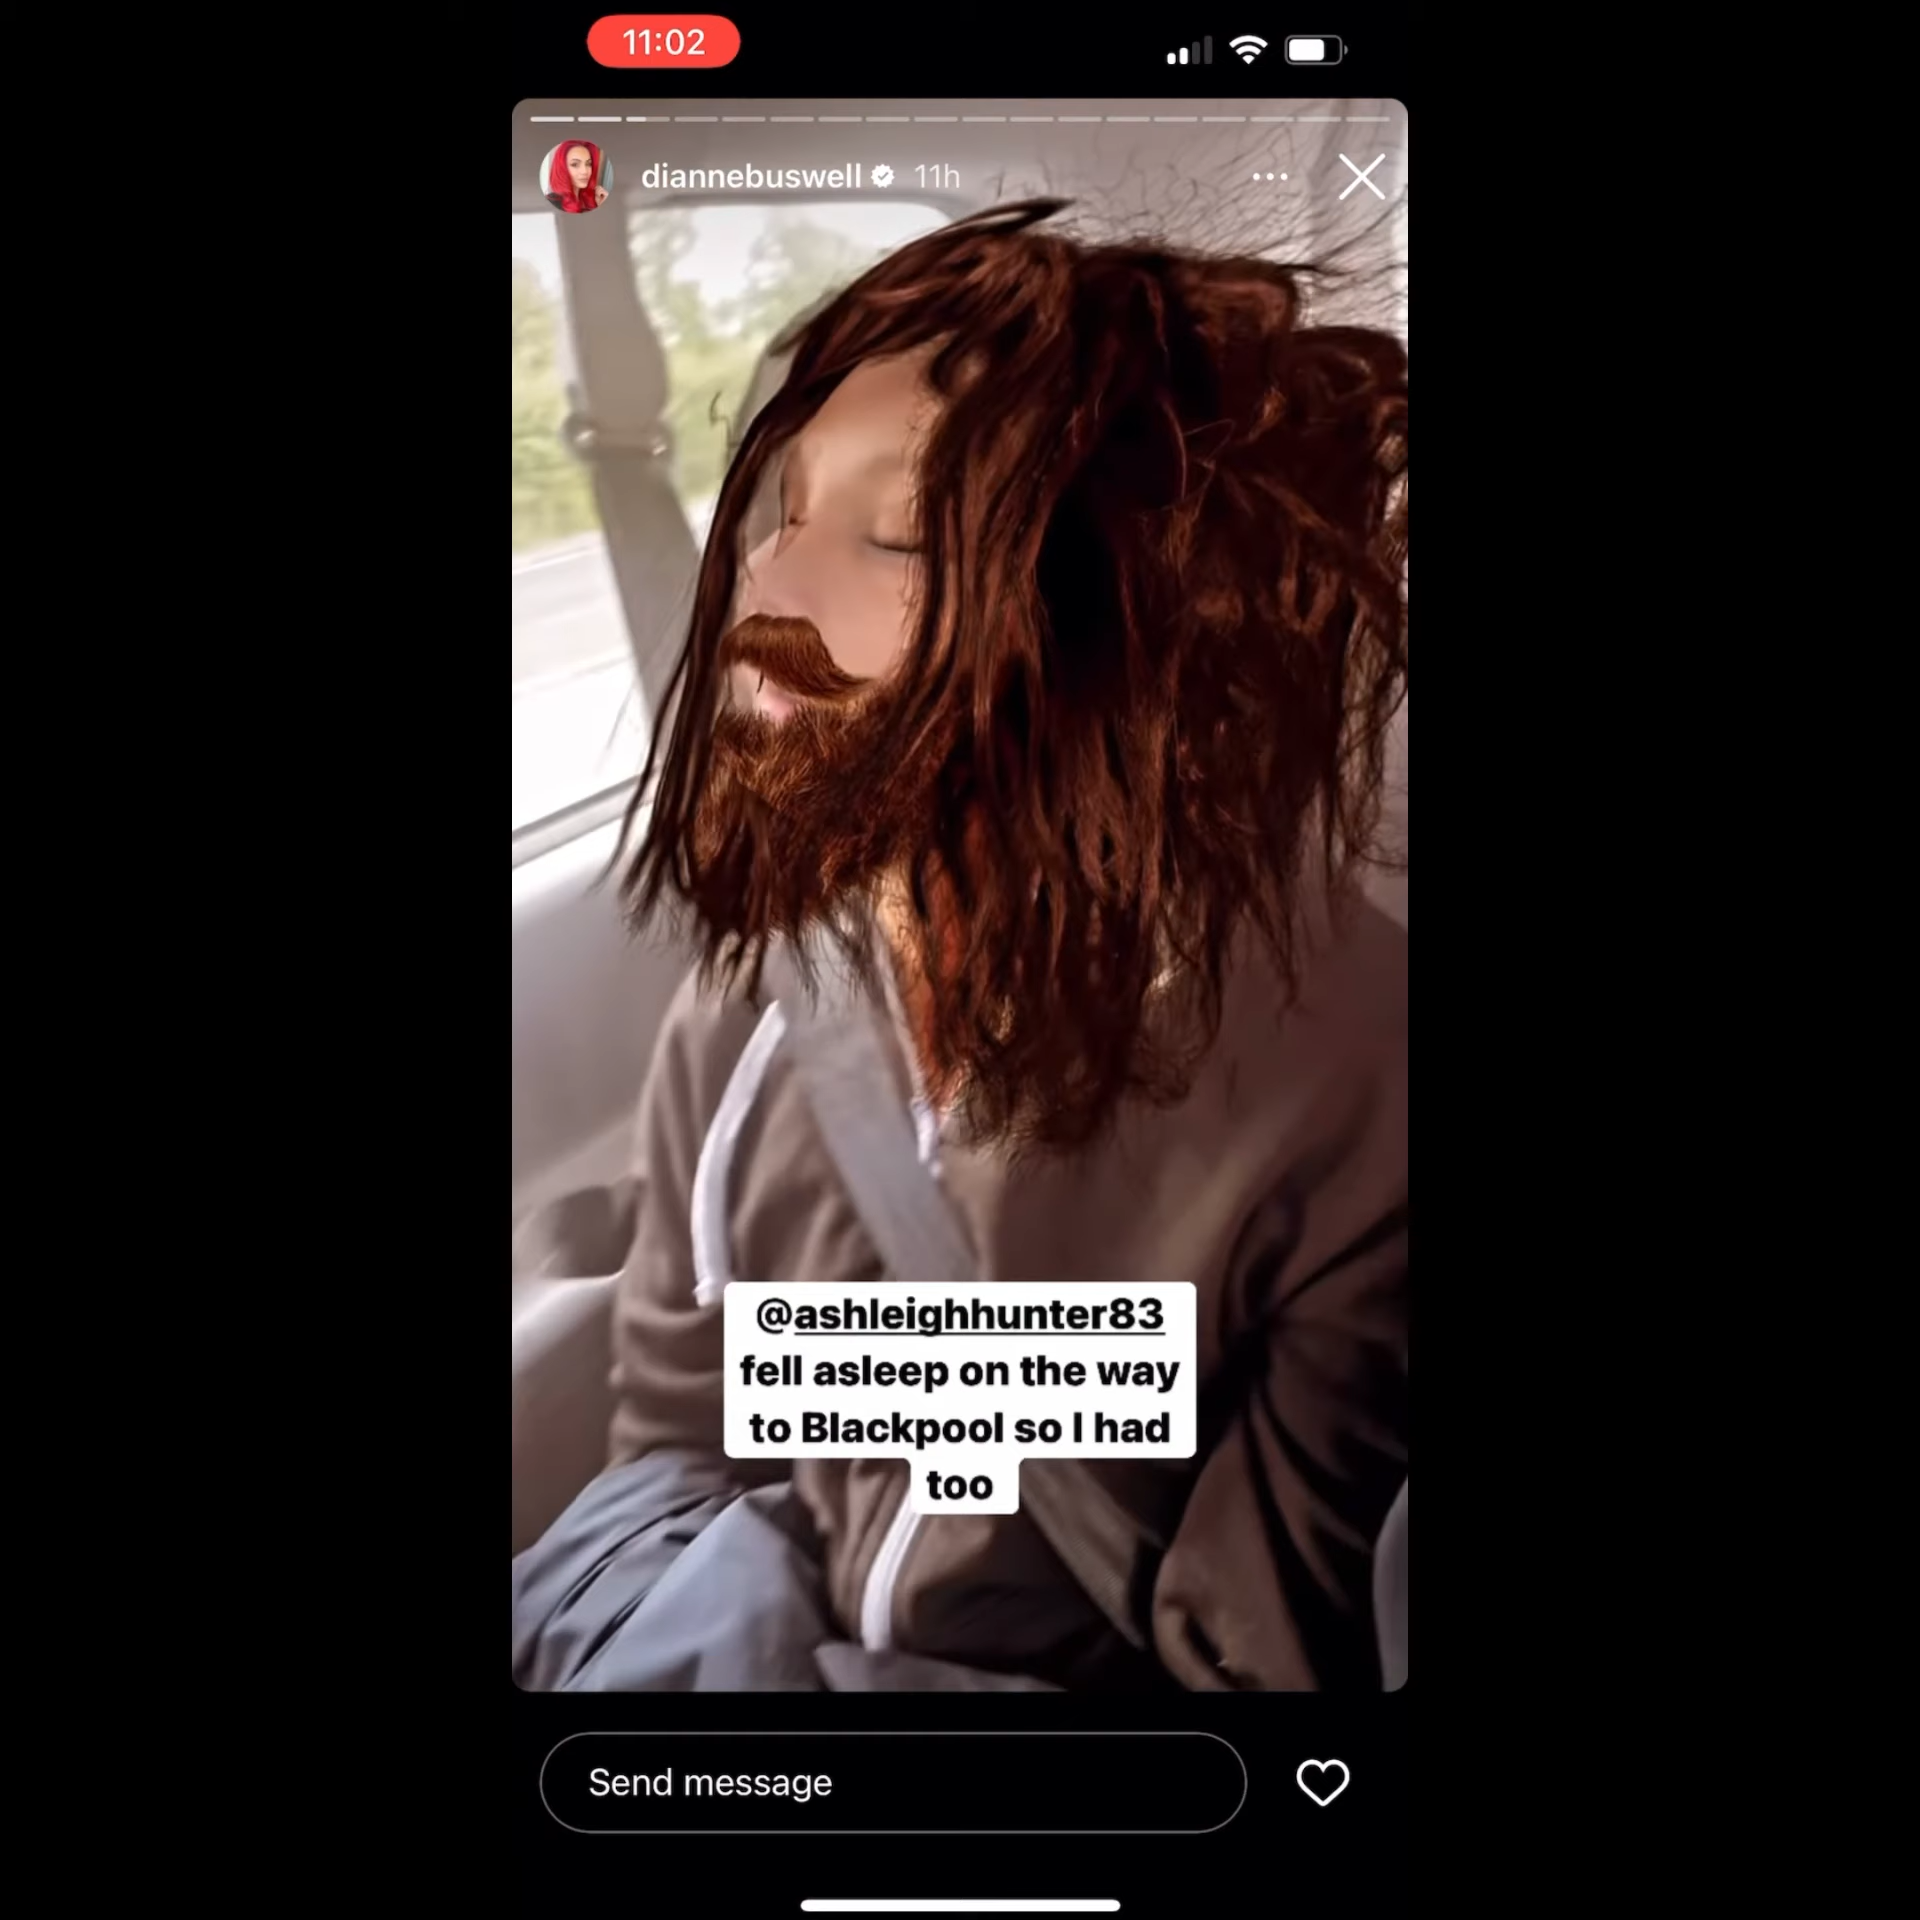 11:02
diannebuswell 11h
@ashleighhunter83
fell asleep on the way
to Blackpool so I had
too
Send message